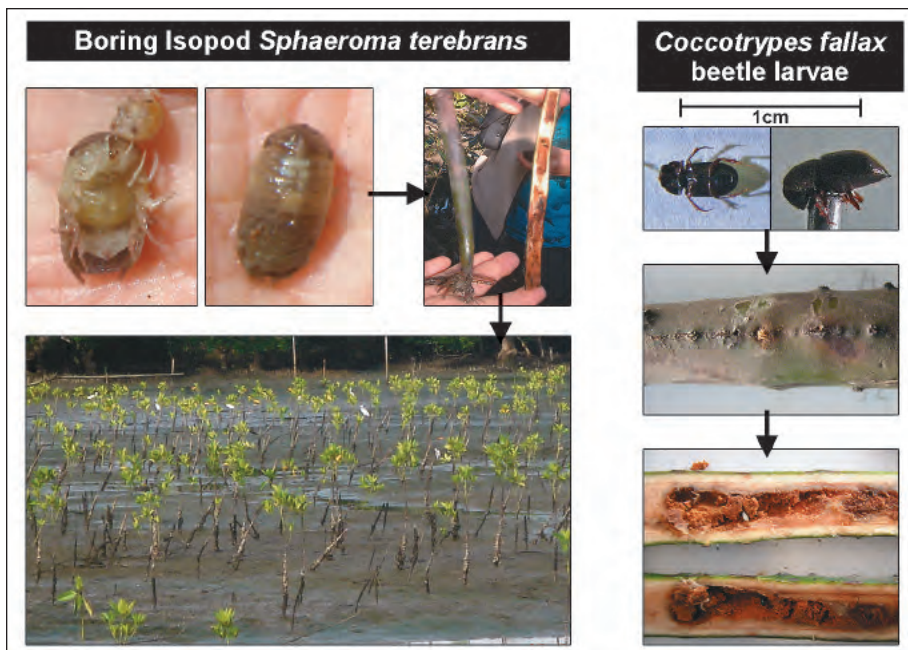 Boring Isopod Sphaeroma terebrans
Coccotrypes fallax
beetle larvae
1cm